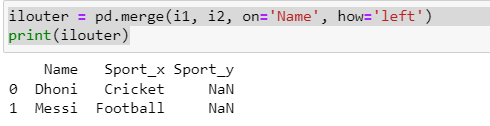 ilouter = pd.merge(i1, i2, on='Name', how='left')
print(ilouter)
Name Sport_x Sport_y
0 Dhoni Cricket NaN
1 Messi Football NaN